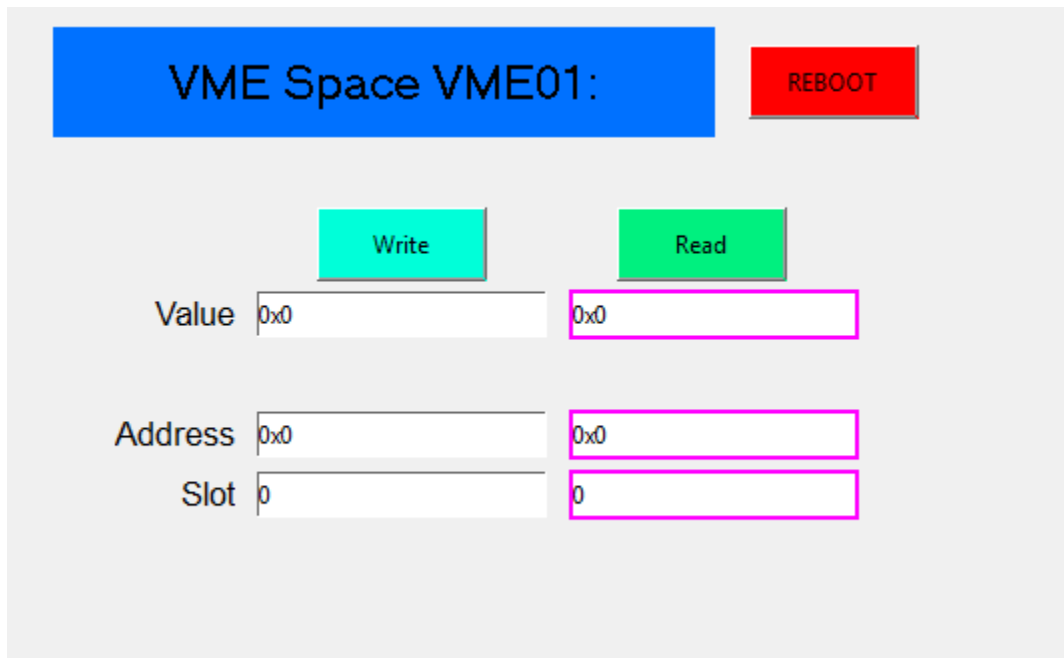 VME Space VME01:
REBOOT
Write
Read
Value 0x0 0x0
Address 0x0 0x0
Slot 0 0